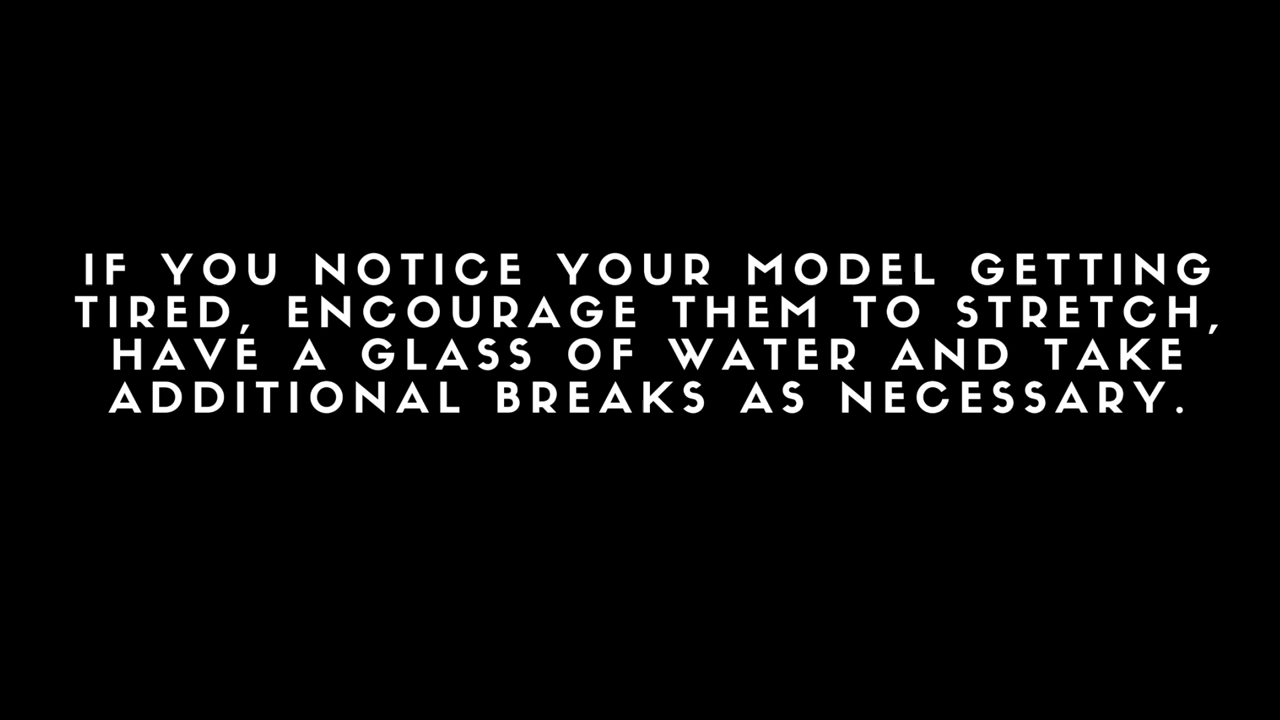 IF YOU NOTICE YOUR MODEL GETTING
TIRED, ENCOURAGE THEM TO STRETCH,
HAVE A GLASS OF WATER AND TAKE
ADDITIONAL BREAKS AS NECESSARY.